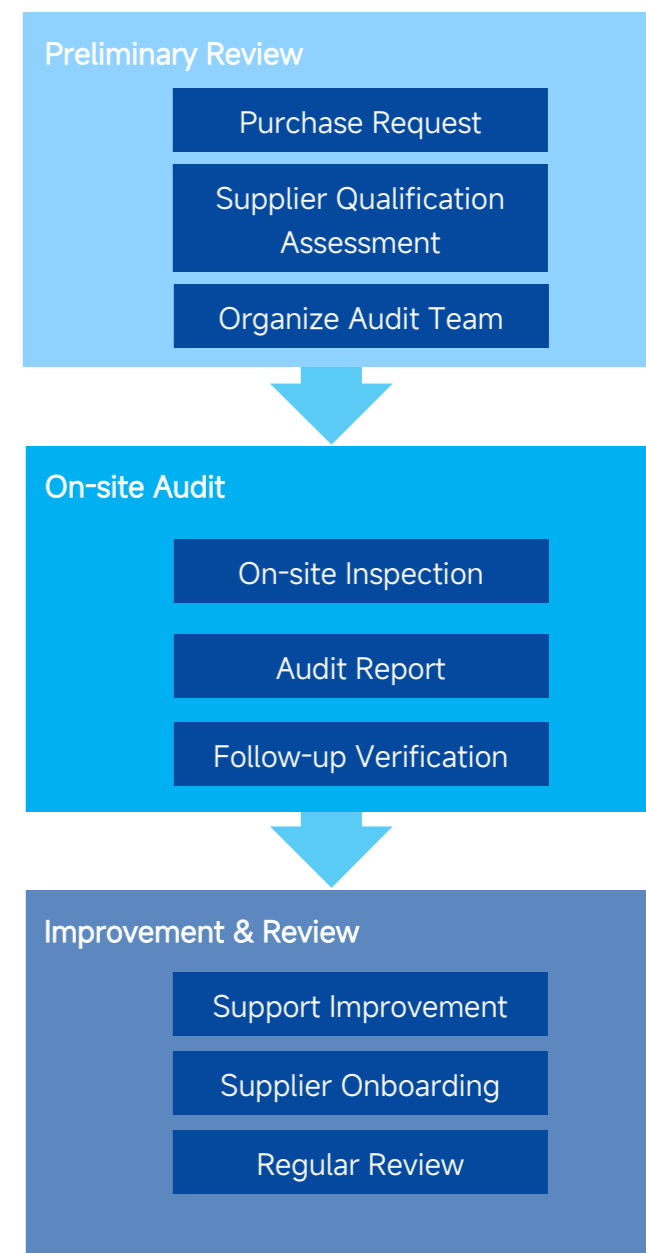 Preliminary Review
Purchase Request
Supplier Qualification
Assessment
Organize Audit Team
On-site Audit
On-site Inspection
Audit Report
Follow-up Verification
Improvement & Review
Support Improvement
Supplier Onboarding
Regular Review